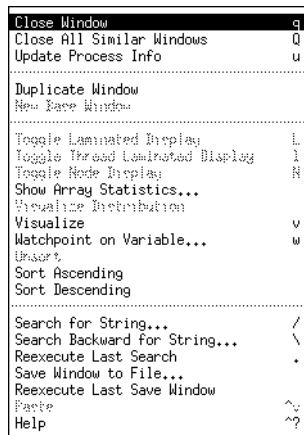 Close Window q
Close All Similar Windows Q
Update Process Info u
Duplicate Window
New Base Window
Toggle Laminated Display L
Toggle Thread Laminated Display l
Toggle Node Display N
Show Array Statistics...
Visualize Distribution
Visualize v
Watchpoint on Variable... w
Unsort
Sort Ascending
Sort Descending
Search for String... /
Search Backward for String... \
Reexecute Last Search .
Save Window to File...
Reexecute Last Save Window
Paste ^v
Help ^?